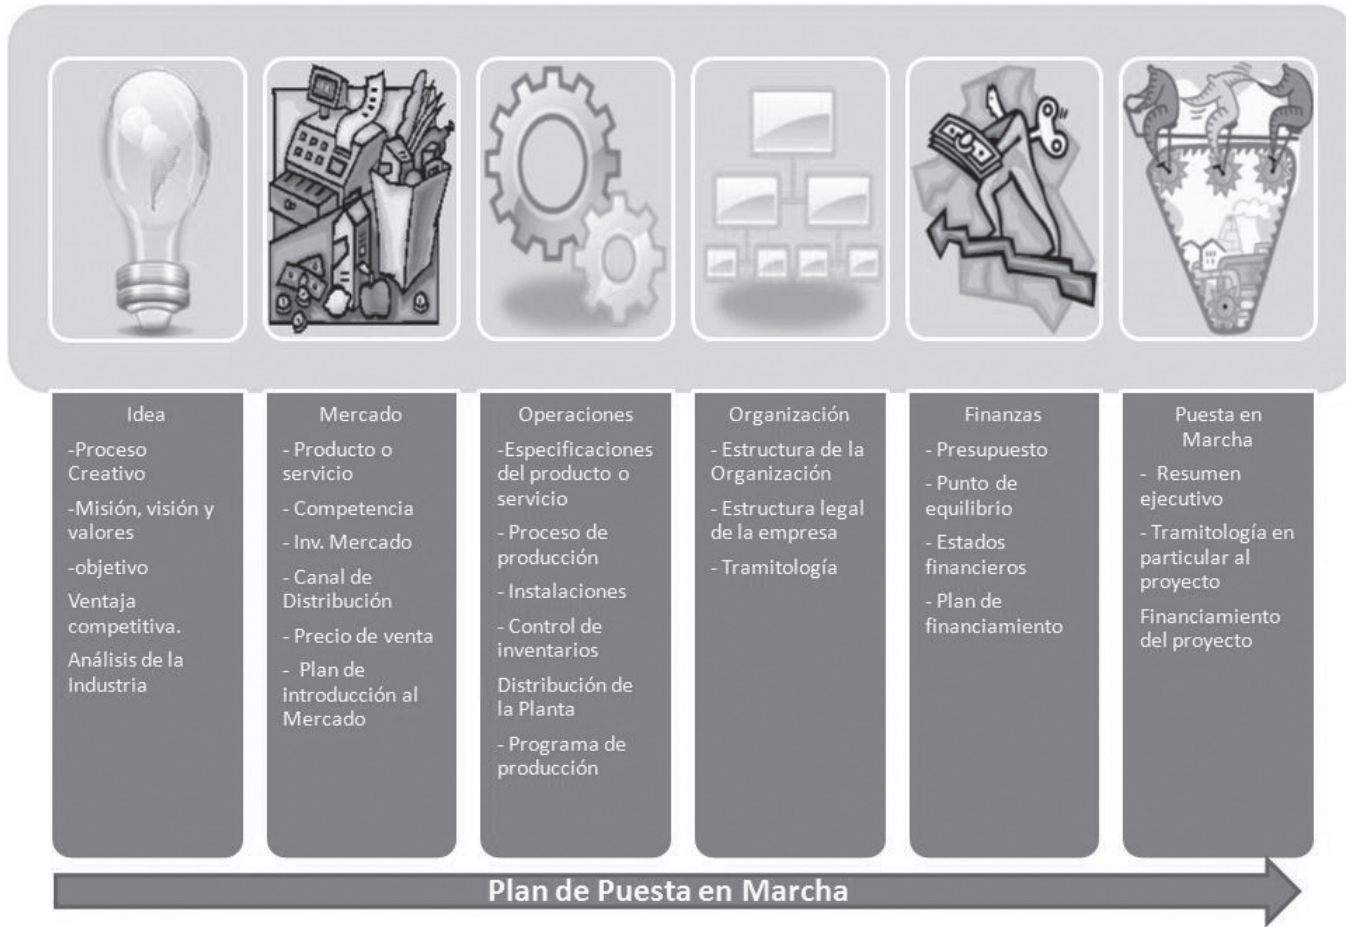 Idea
-Proceso
Creativo
-Misión, visión y
valores
-objetivo
Ventaja
competitiva.
Análisis de la
Industria
Mercado
- Producto o
servicio
- Competencia
- Inv. Mercado
- Canal de
Distribución
- Precio de venta
- Plan de
introducción al
Mercado
Operaciones
-Especificaciones
del producto o
servicio
- Proceso de
producción
- Instalaciones
- Control de
inventarios
Distribución de
la Planta
- Programa de
producción
Organización
- Estructura de la
Organización
- Estructura legal
de la empresa
- Tramitología
Finanzas
- Presupuesto
- Punto de
equilibrio
- Estados
financieros
- Plan de
financiamiento
Puesta en
Marcha
- Resumen
ejecutivo
- Tramitología en
particular al
proyecto
Financiamiento
del proyecto
Plan de Puesta en Marcha